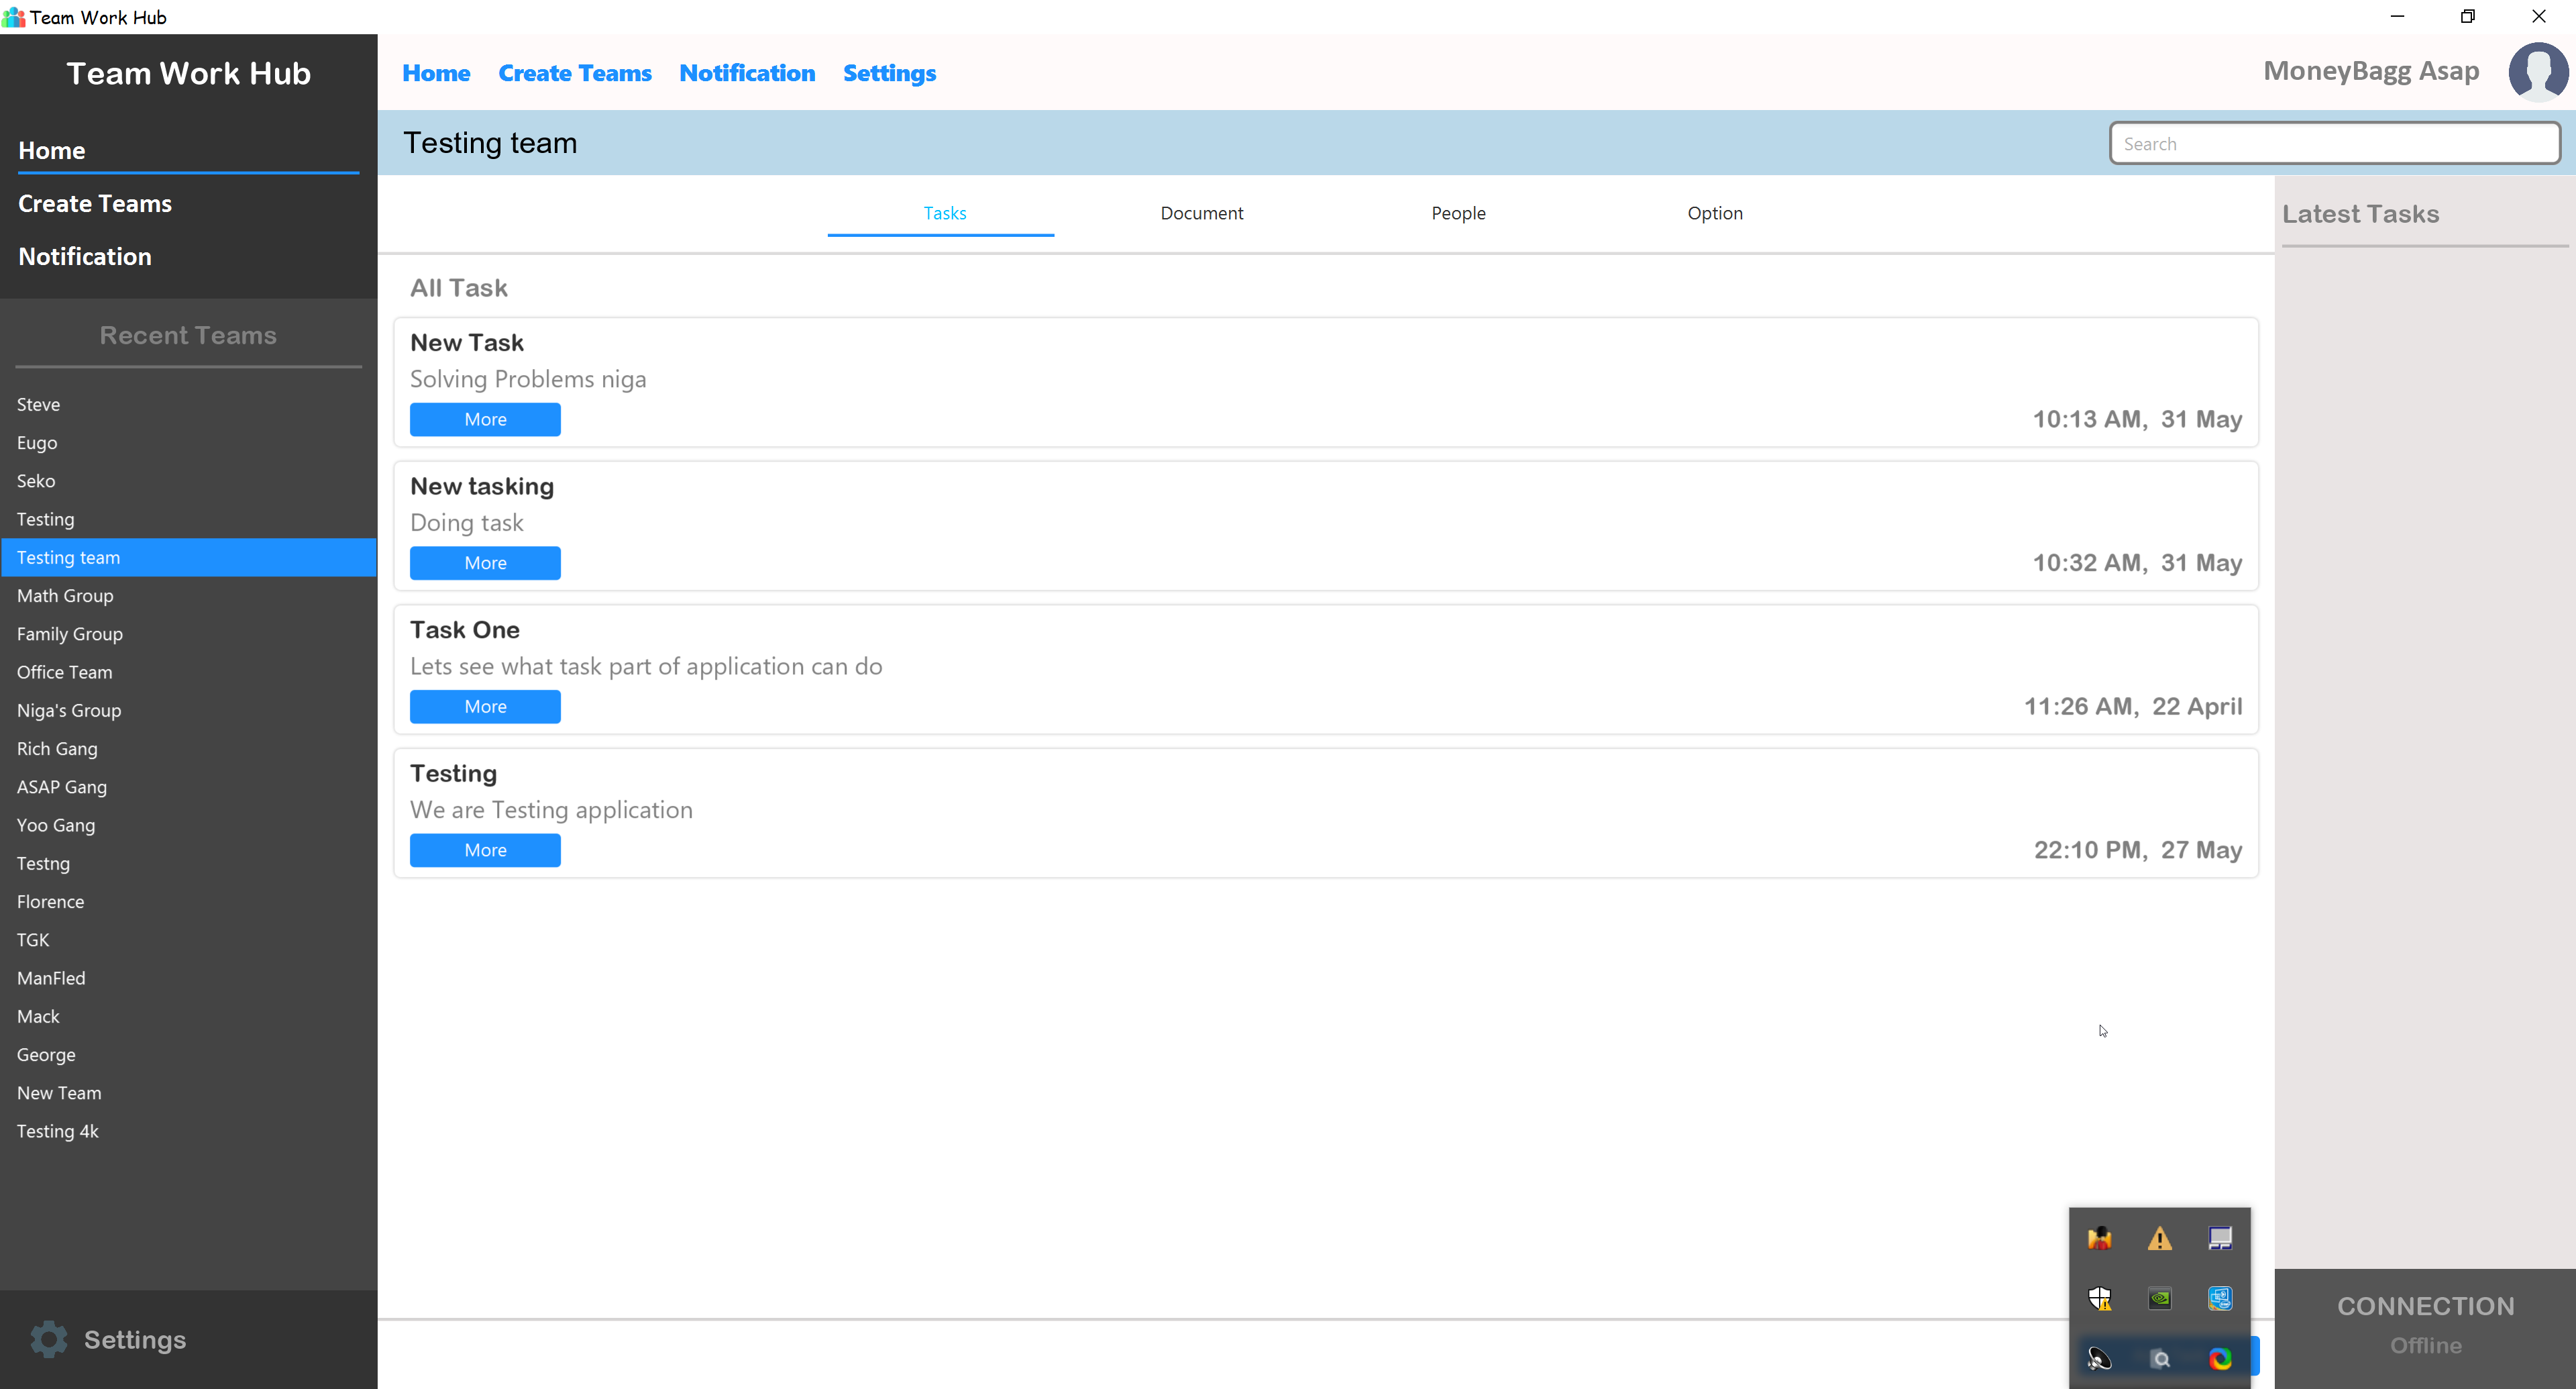 Team Work Hub
Team Work Hub
Home
Create Teams
Notification
Recent Teams
Steve
Eugo
Seko
Testing
Testing team
Math Group
Family Group
Office Team
Niga's Group
Rich Gang
ASAP Gang
Yoo Gang
Testng
Florence
TGK
ManFled
Mack
George
New Team
Testing 4k
Settings
Home Create Teams Notification Settings
MoneyBagg Asap
Testing team
Search
Tasks Document People Option
All Task
New Task
Solving Problems niga
More
10:13 AM, 31 May
New tasking
Doing task
More
10:32 AM, 31 May
Task One
Lets see what task part of application can do
More
11:26 AM, 22 April
Testing
We are Testing application
More
22:10 PM, 27 May
Latest Tasks
CONNECTION
Offline